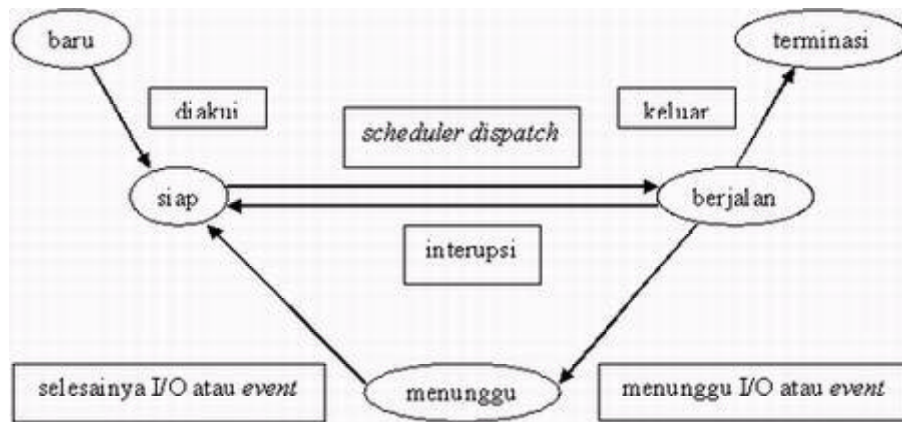 baru
terminasi
diakui
scheduler dispatch
keluar
siap
berjalan
interupsi
selesainya I/O atau event
menunggu
menunggu I/O atau event